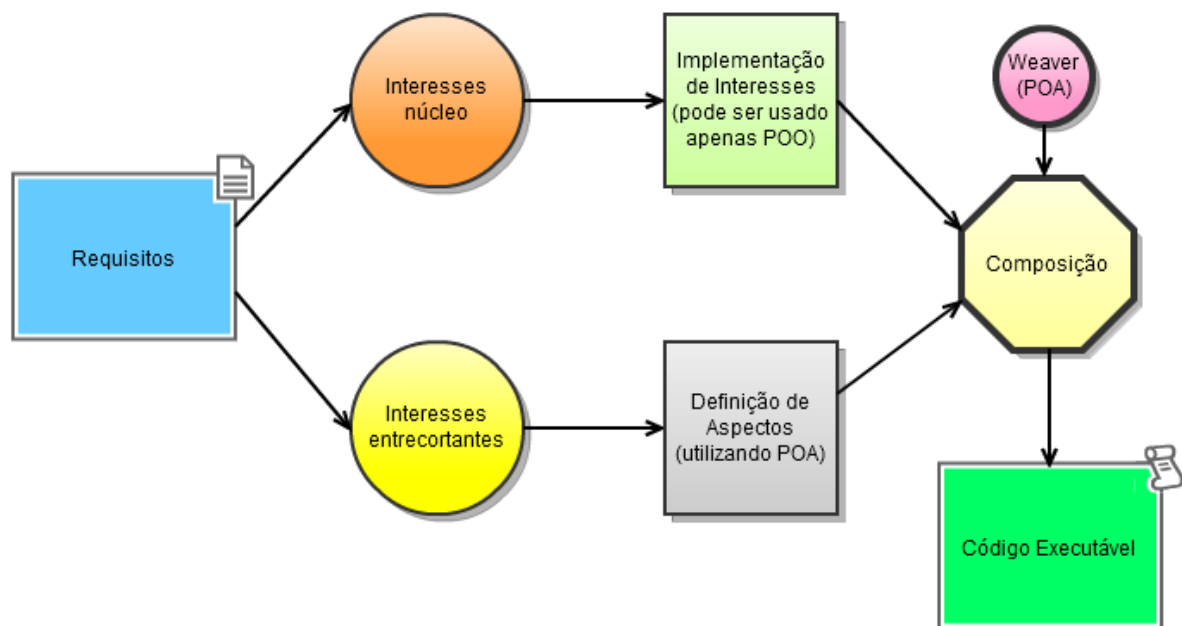 Requisitos
Interesses
núcleo
Implementação
de Interesses
(pode ser usado
apenas POO)
Weaver
(POA)
Composição
Interesses
entrecortantes
Definição de
Aspectos
(utilizando POA)
Código Executável